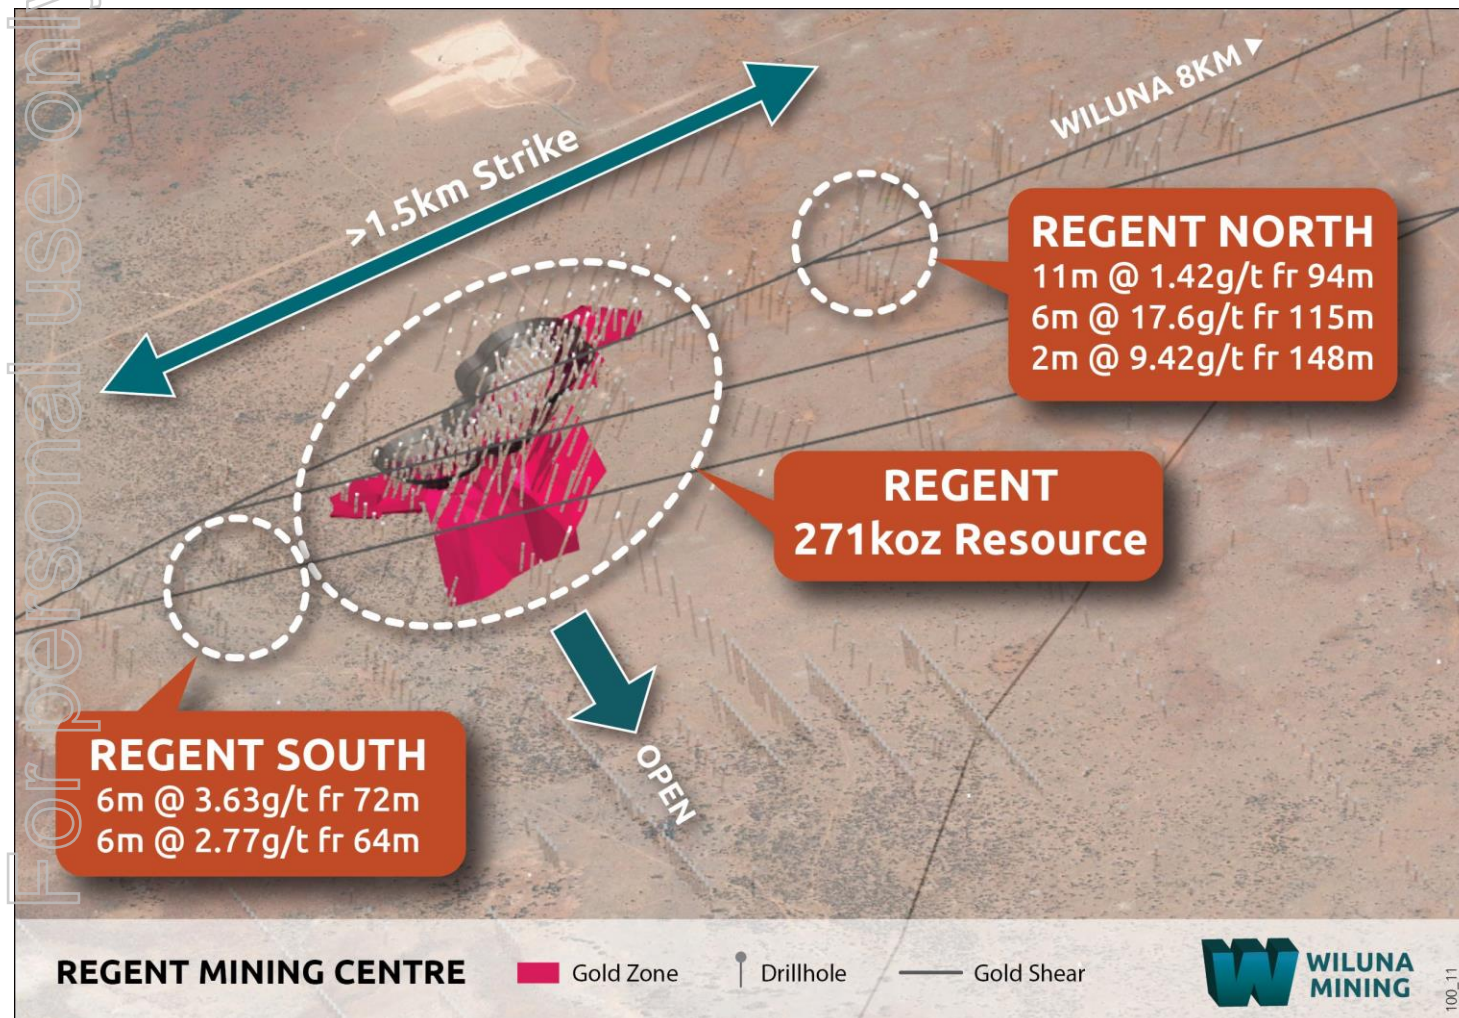 For personal use only
>1.5km Strike
WILUNA 8KM
REGENT NORTH
11m @ 1.42g/t fr 94m
6m @ 17.6g/t fr 115m
2m @ 9.42g/t fr 148m
REGENT
271koz Resource
REGENT SOUTH
6m @ 3.63g/t fr 72m
6m @ 2.77g/t fr 64m
OPEN
REGENT MINING CENTRE
Gold Zone
Drillhole
Gold Shear
W
WILUNA
MINING
100_11